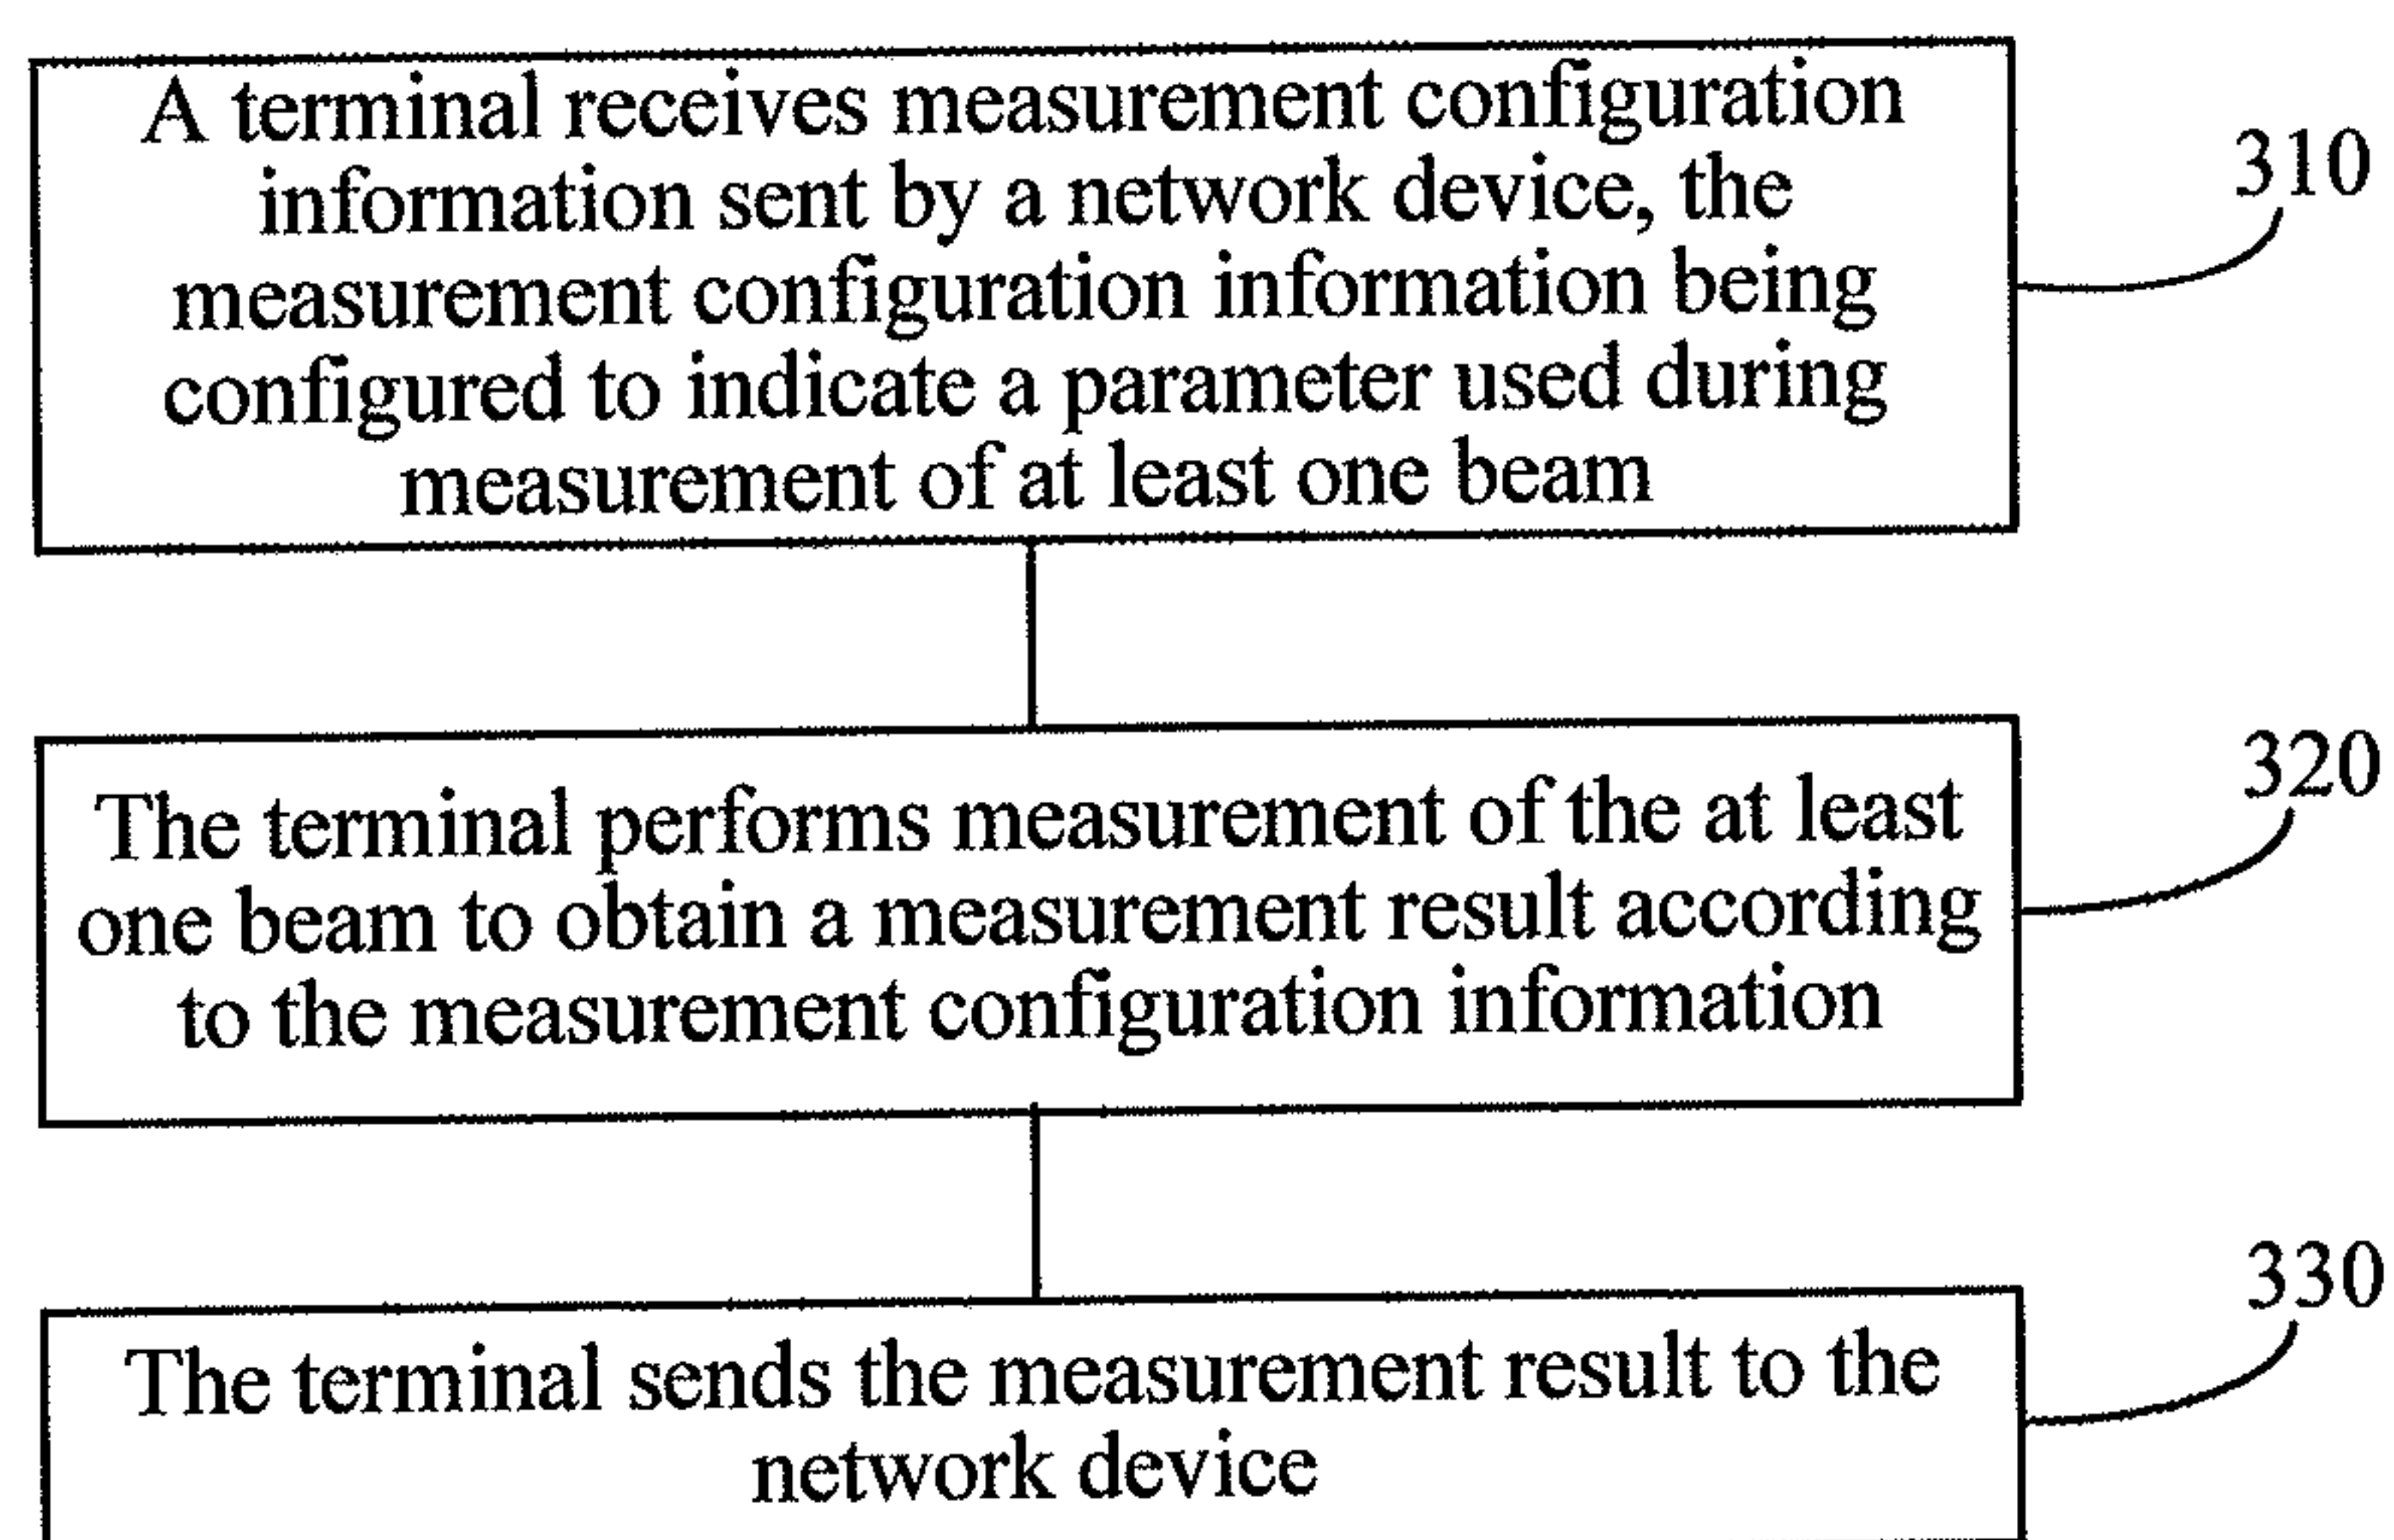 A terminal receives measurement configuration
information sent by a network device, the
measurement configuration information being
configured to indicate a parameter used during
measurement of at least one beam
310
The terminal performs measurement of the at least
one beam to obtain a measurement result according
to the measurement configuration information
320
The terminal sends the measurement result to the
network device
330